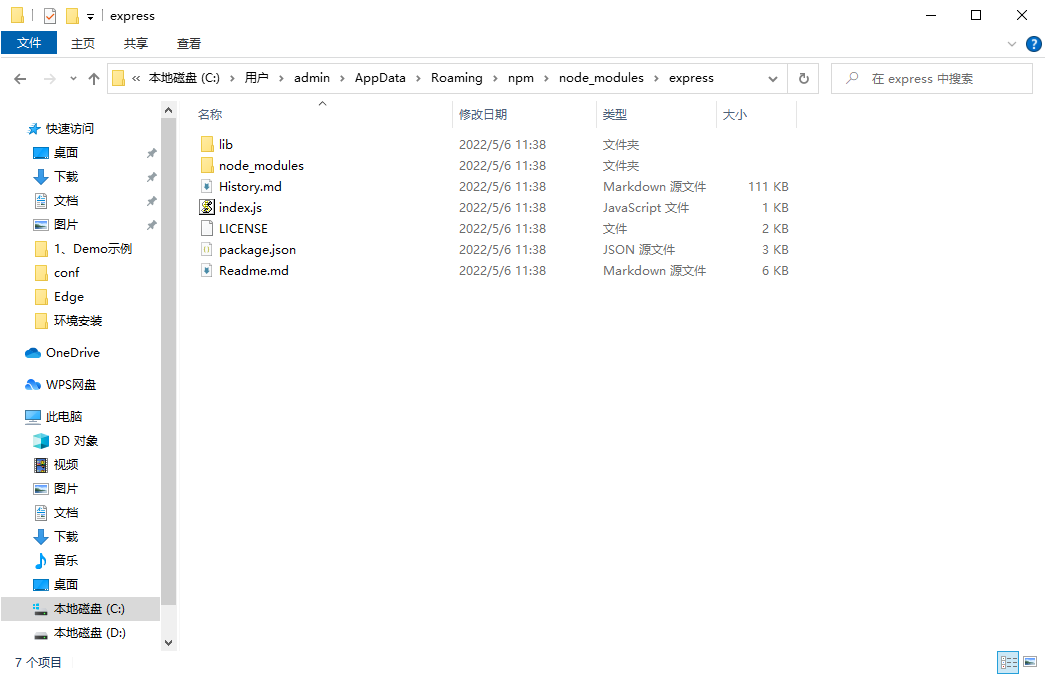 express
文件 主页 共享 查看
« 本地磁盘 (C:) › 用户 › admin › AppData › Roaming › npm › node_modules › express
在 express 中搜索
快速访问
桌面
下载
文档
图片
1、Demo示例
conf
Edge
环境安装
OneDrive
WPS网盘
此电脑
3D 对象
视频
图片
文档
下载
音乐
桌面
本地磁盘 (C:)
本地磁盘 (D:)
名称 修改日期 类型 大小
lib 2022/5/6 11:38 文件夹
node_modules 2022/5/6 11:38 文件夹
History.md 2022/5/6 11:38 Markdown 源文件 111 KB
index.js 2022/5/6 11:38 JavaScript 文件 1 KB
LICENSE 2022/5/6 11:38 文件 2 KB
package.json 2022/5/6 11:38 JSON 源文件 3 KB
Readme.md 2022/5/6 11:38 Markdown 源文件 6 KB
7 个项目